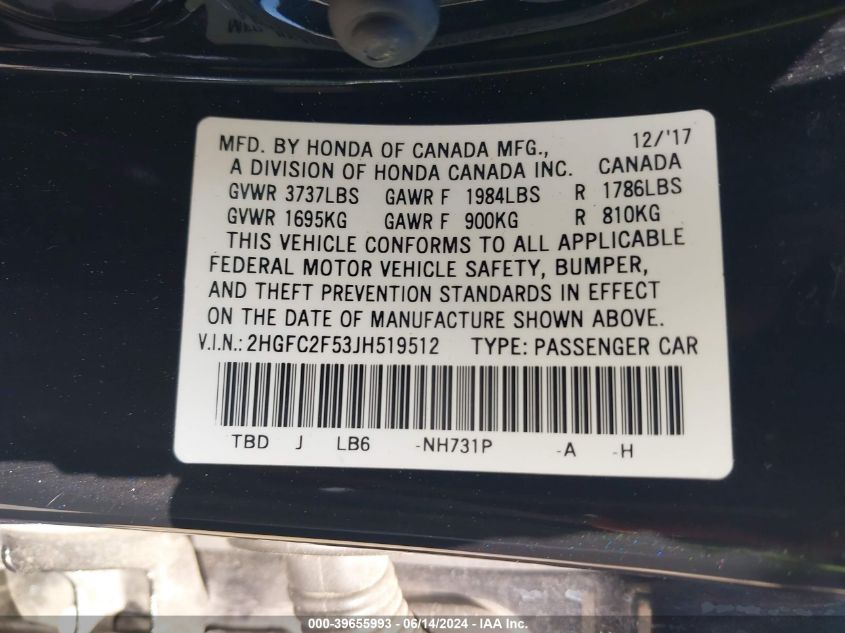 MFD. BY HONDA OF CANADA MFG., 12/'17
A DIVISION OF HONDA CANADA INC. CANADA
GVWR 3737LBS GAWR F 1984LBS R 1786LBS
GVWR 1695KG GAWR F 900KG R 810KG
THIS VEHICLE CONFORMS TO ALL APPLICABLE
FEDERAL MOTOR VEHICLE SAFETY, BUMPER,
AND THEFT PREVENTION STANDARDS IN EFFECT
ON THE DATE OF MANUFACTURE SHOWN ABOVE.
V.I.N.: 2HGFC2F53JH519512 TYPE: PASSENGER CAR
TBD J LB6 -NH731P -A -H
000-39655993 - 06/14/2024 - IAA Inc.